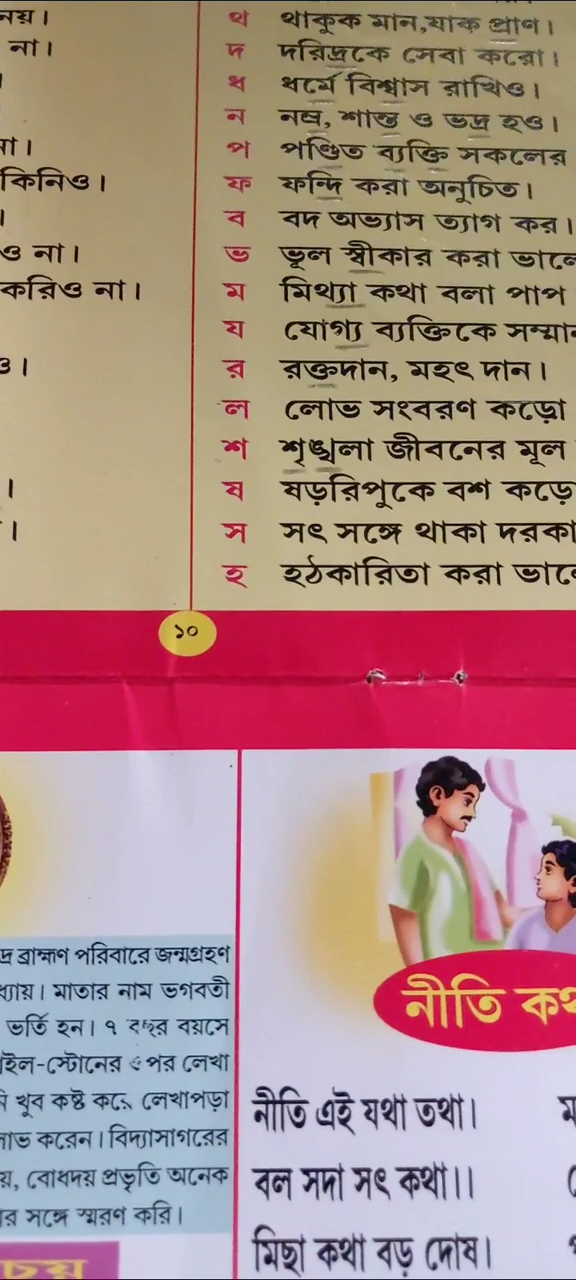 নয়।
না।
।
না।
কিনিও।
।
ও না।
করিও না।
ও।
।
।
থ থাকুক মান,যাক প্রাণ।
দ দরিদ্রকে সেবা করো।
ধ ধর্মে বিশ্বাস রাখিও।
ন নম্র, শান্ত ও ভদ্র হও।
প পণ্ডিত ব্যক্তি সকলের
ফ ফন্দি করা অনুচিত।
ব বদ অভ্যাস ত্যাগ কর।
ভ ভূল স্বীকার করা ভালো
ম মিথ্যা কথা বলা পাপ
য যোগ্য ব্যক্তিকে সম্মান
র রক্তদান, মহৎ দান।
ল লোভ সংবরণ কড়ো
শ শৃঙ্খলা জীবনের মূল
ষ ষড়রিপুকে বশ কড়ে
স সৎ সঙ্গে থাকা দরকা
হ হঠকারিতা করা ভালে
১০
দ্র ব্রাহ্মণ পরিবারে জন্মগ্রহণ
ধ্যায়। মাতার নাম ভগবতী
ভর্তি হন। ৭ বছর বয়সে
ইল-স্টোনের ওপর লেখা
খুব কষ্ট করে লেখাপড়া
লাভ করেন। বিদ্যাসাগরের
য়, বোধদয় প্রভৃতি অনেক
র সঙ্গে স্মরণ করি।
চয়
নীতি কথ
নীতি এই যথা তথা।
বল সদা সৎ কথা।।
মিছা কথা বড় দোষ।